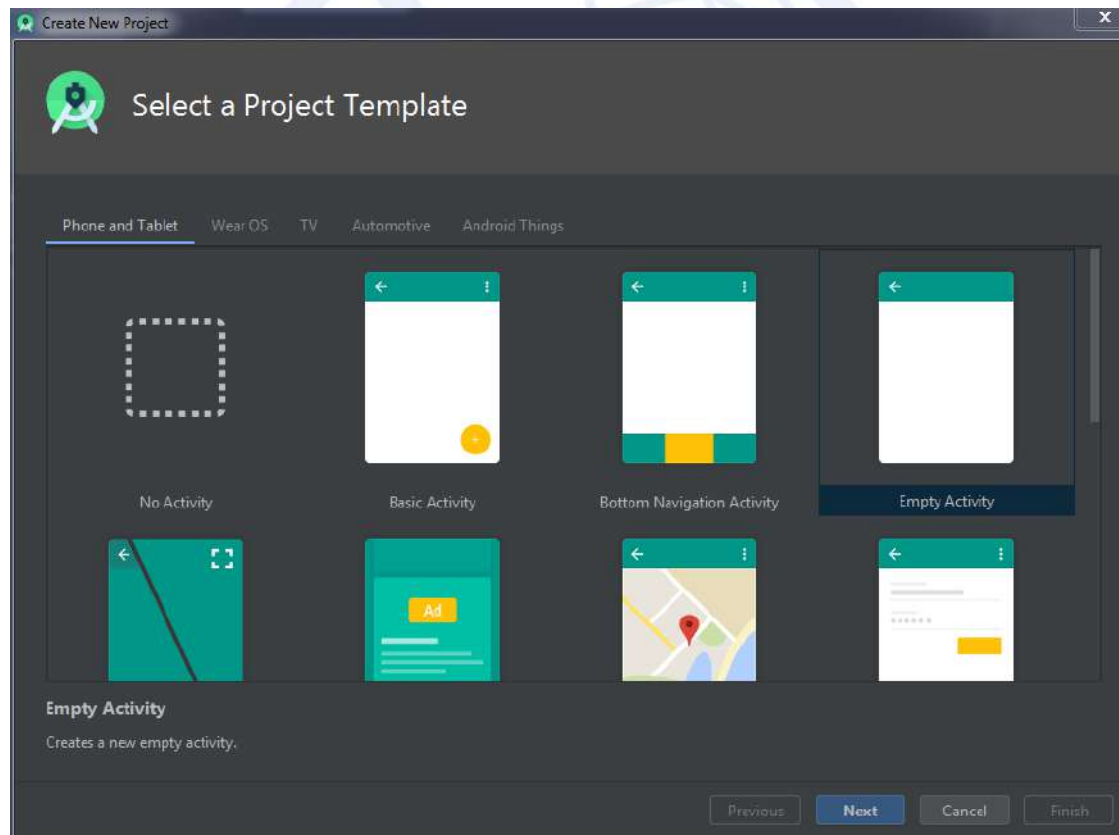 Create New Project
X
Select a Project Template
Phone and Tablet Wear OS TV Automotive Android Things
No Activity Basic Activity Bottom Navigation Activity Empty Activity
Ad
Empty Activity
Creates a new empty activity.
Previous Next Cancel Finish